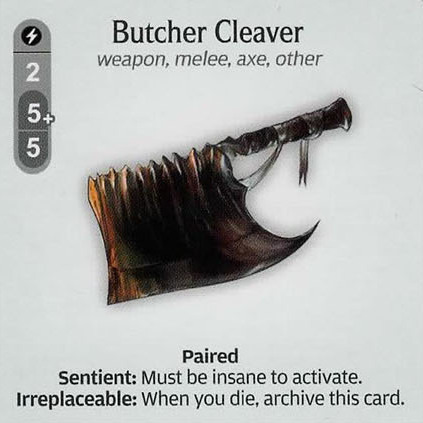 Butcher Cleaver
weapon, melee, axe, other
2
5+
5
Paired
Sentient: Must be insane to activate.
Irreplaceable: When you die, archive this card.